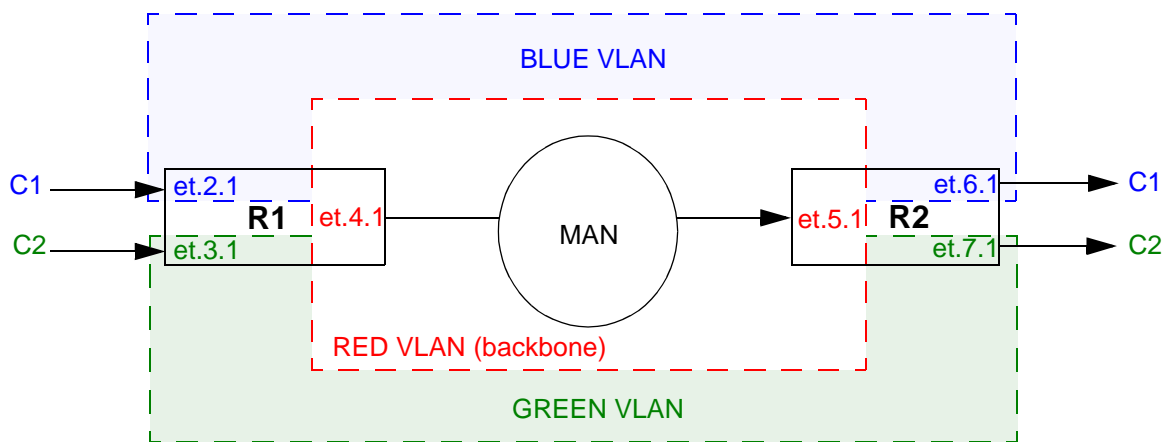 BLUE VLAN
C1
et.2.1
et.6.1
C1
R1
et.4.1
MAN
et.5.1
R2
C2
et.3.1
et.7.1
C2
RED VLAN (backbone)
GREEN VLAN